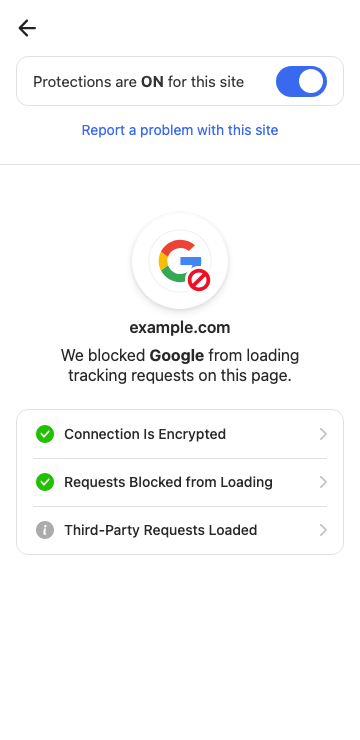 Protections are ON for this site
Report a problem with this site
example.com
We blocked Google from loading
tracking requests on this page.
Connection Is Encrypted
Requests Blocked from Loading
Third-Party Requests Loaded